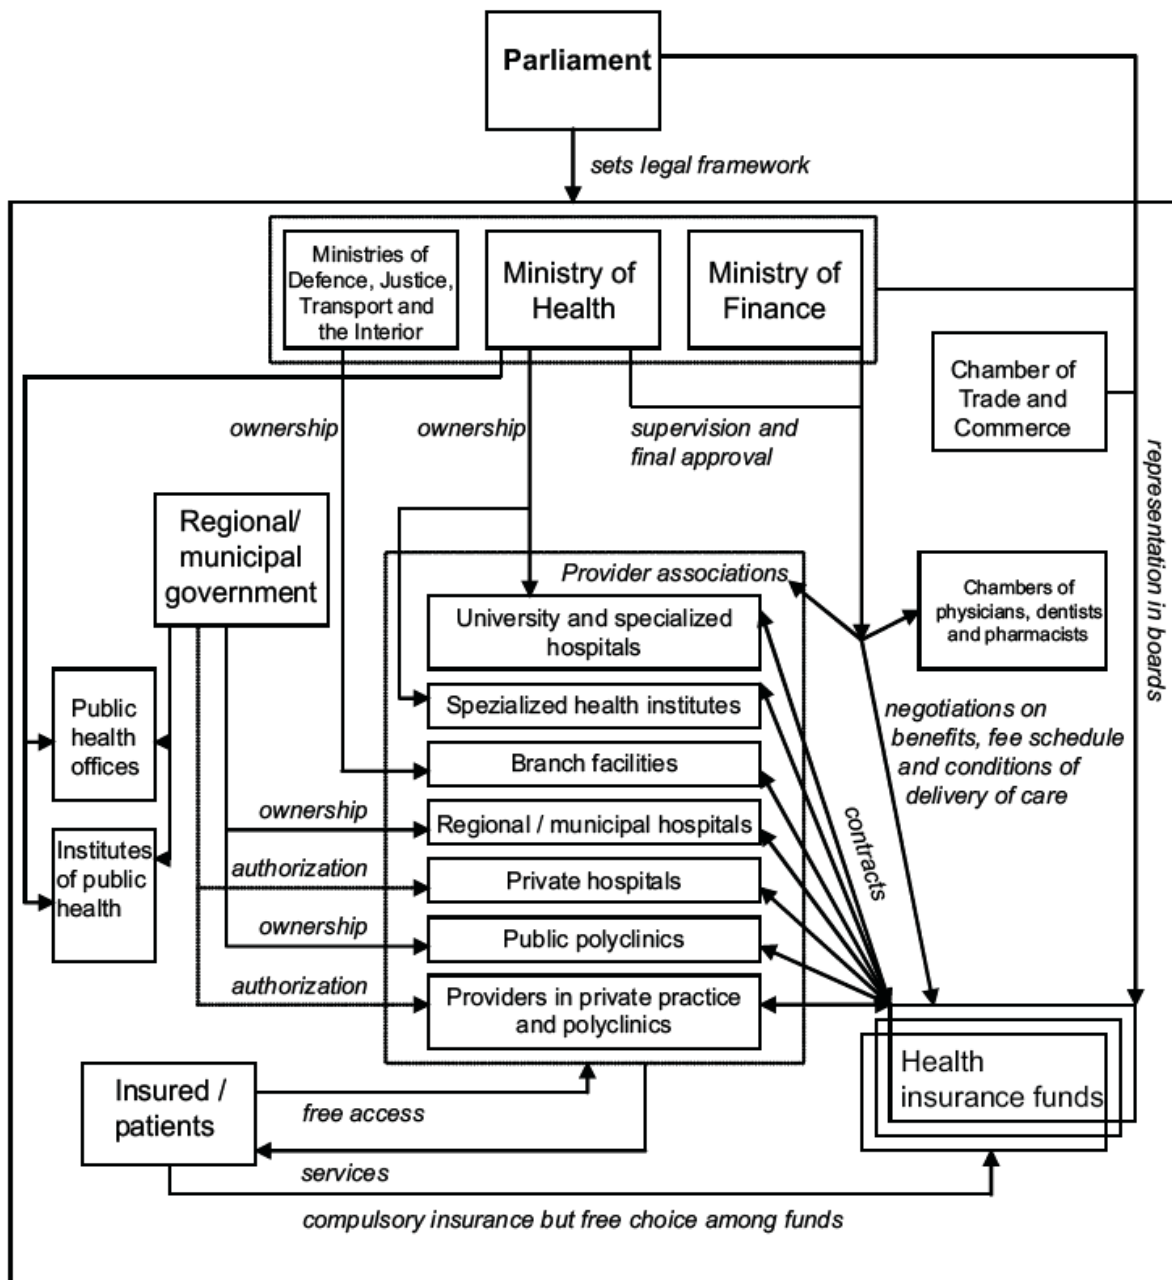 Parliament
sets legal framework
Ministries of
Defence, Justice,
Transport and
the Interior
Ministry of
Health
Ministry of
Finance
Chamber of
Trade and
Commerce
ownership
ownership
supervision and
final approval
representation in boards
Regional/
municipal
government
Provider associations
Chambers of
physicians, dentists
and pharmacists
University and specialized
hospitals
Spezialized health institutes
Branch facilities
Regional / municipal hospitals
Private hospitals
Public polyclinics
Providers in private practice
and polyclinics
Public
health
offices
Institutes
of public
health
ownership
authorization
ownership
authorization
negotiations on
benefits, fee schedule
and conditions of
delivery of care
contracts
Health
insurance funds
Insured /
patients
free access
services
compulsory insurance but free choice among funds